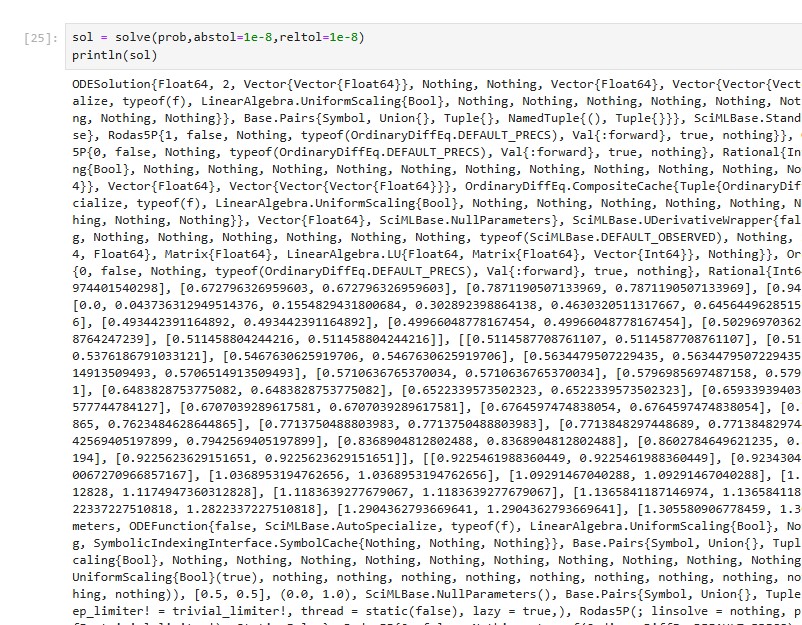 [25]:
sol = solve(prob,abstol=1e-8,reltol=1e-8)
println(sol)
ODESolution{Float64, 2, Vector{Vector{Float64}}, Nothing, Nothing, Vector{Float64}, Vector{Vector{Vect
alize, typeof(f), LinearAlgebra.UniformScaling{Bool}, Nothing, Nothing, Nothing, Nothing, Nothing, No
ng, Nothing, Nothing}}, Base.Pairs{Symbol, Union{}, Tuple{}, NamedTuple{(), Tuple{}}}, SciMLBase.Stand
se}, Rodas5P{1, false, Nothing, typeof(OrdinaryDiffEq.DEFAULT_PRECS), Val{:forward}, true, nothing}},
5P{0, false, Nothing, typeof(OrdinaryDiffEq.DEFAULT_PRECS), Val{:forward}, true, nothing}, Rational{In
ng{Bool}, Nothing, Nothing, Nothing, Nothing, Nothing, Nothing, Nothing, Nothing, Nothing, Nothing, No
4}}, Vector{Float64}, Vector{Vector{Vector{Float64}}}, OrdinaryDiffEq.CompositeCache{Tuple{OrdinaryDif
cialize, typeof(f), LinearAlgebra.UniformScaling{Bool}, Nothing, Nothing, Nothing, Nothing, Nothing, N
hing, Nothing, Nothing}}, Vector{Float64}, SciMLBase.NullParameters}, SciMLBase.UDerivativeWrapper{fal
g, Nothing, Nothing, Nothing, Nothing, Nothing, Nothing, typeof(SciMLBase.DEFAULT_OBSERVED), Nothing,
4, Float64}, Matrix{Float64}, LinearAlgebra.LU{Float64, Matrix{Float64}, Vector{Int64}}, Nothing}}, Or
{0, false, Nothing, typeof(OrdinaryDiffEq.DEFAULT_PRECS), Val{:forward}, true, nothing}, Rational{Int6
974401540298], [0.672796326959603, 0.672796326959603], [0.7871190507133969, 0.7871190507133969], [0.94
[0.0, 0.043736312949514376, 0.1554829431800684, 0.302892398864138, 0.4630320511317667, 0.6456449628515
6], [0.493442391164892, 0.493442391164892], [0.49966048778167454, 0.49966048778167454], [0.50296970362
8764247239], [0.511458804244216, 0.511458804244216]], [[0.5114587708761107, 0.5114587708761107], [0.51
0.5376186791033121], [0.5467630625919706, 0.5467630625919706], [0.5634479507229435, 0.5634479507229435
14913509493, 0.5706514913509493], [0.5710636765370034, 0.5710636765370034], [0.5796985697487158, 0.579
1], [0.6483828753775082, 0.6483828753775082], [0.6522339573502323, 0.6522339573502323], [0.65933939403
577744784127], [0.6707039289617581, 0.6707039289617581], [0.6764597474838054, 0.6764597474838054], [0.
865, 0.7623484628644865], [0.7713750488803983, 0.7713750488803983], [0.7713848297448689, 0.77138482974
42569405197899, 0.7942569405197899], [0.8368904812802488, 0.8368904812802488], [0.8602784649621235, 0.
194], [0.9225623629151651, 0.9225623629151651]], [[0.9225461988360449, 0.9225461988360449], [0.9234304
0067270966857167], [1.0368953194762656, 1.0368953194762656], [1.09291467040288, 1.09291467040288], [1.
12828, 1.1174947360312828], [1.1183639277679067, 1.1183639277679067], [1.1365841187146974, 1.136584118
22337227510818, 1.2822337227510818], [1.2904362793669641, 1.2904362793669641], [1.305580906778459, 1.3
meters, ODEFunction{false, SciMLBase.AutoSpecialize, typeof(f), LinearAlgebra.UniformScaling{Bool}, No
g, SymbolicIndexingInterface.SymbolCache{Nothing, Nothing, Nothing}}, Base.Pairs{Symbol, Union{}, Tupl
caling{Bool}, Nothing, Nothing, Nothing, Nothing, Nothing, Nothing, Nothing, Nothing, Nothing, Nothing
UniformScaling{Bool}(true), nothing, nothing, nothing, nothing, nothing, nothing, nothing, nothing, no
hing, nothing)), [0.5, 0.5], (0.0, 1.0), SciMLBase.NullParameters(), Base.Pairs{Symbol, Union{}, Tuple
ep_limiter! = trivial_limiter!, thread = static(false), lazy = true,), Rodas5P(; linsolve = nothing, p